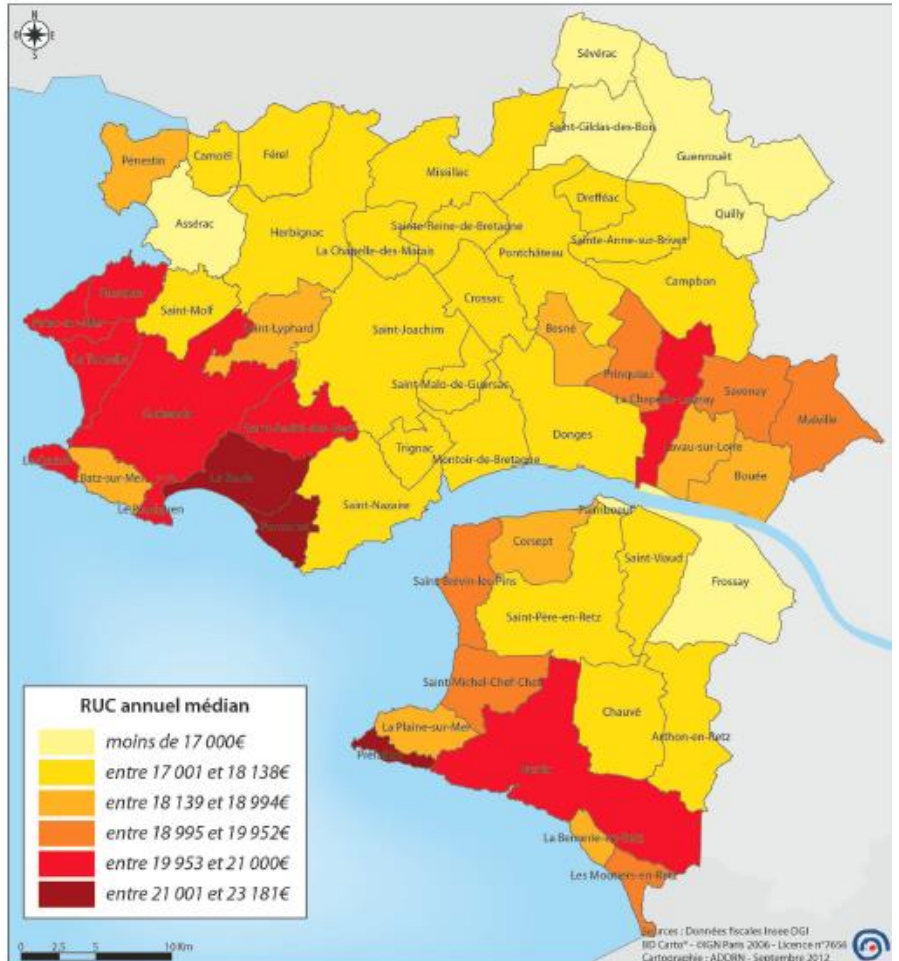 N
O E
S
Sévérac
Saint-Gildas-des-Bois
Guenrouët
Pénestin
Camoël
Férel
Missillac
Drefféac
Quilly
Assérac
Herbignac
Sainte-Reine-de-Bretagne
La Chapelle-des-Marais
Pontchâteau
Sainte-Anne-sur-Brivet
Campbon
Crossac
Saint-Molf
Saint-Lyphard
Saint-Joachim
Besné
Prinquiau
Saint-Malo-de-Guersac
La Chapelle-Launay
Savenay
Malville
Guérande
Saint-André-des-Eaux
Trignac
Donges
Montoir-de-Bretagne
Lavau-sur-Loire
Bouée
Batz-sur-Mer
La Baule
Saint-Nazaire
Le Pouliguen
Pornichet
Paimboeuf
Corsept
Saint-Viaud
Frossay
Saint-Brévin-les-Pins
Saint-Père-en-Retz
Saint-Michel-Chef-Chef
Chauvé
Arthon-en-Retz
La Plaine-sur-Mer
La Bernerie-en-Retz
Les Moutiers-en-Retz
RUC annuel médian
moins de 17 000€
entre 17 001 et 18 138€
entre 18 139 et 18 994€
entre 18 995 et 19 952€
entre 19 953 et 21 000€
entre 21 001 et 23 181€
0 2,5 5 10 Km
Sources : Données fiscales Insee DGI
BD Carto® - ©IGN Paris 2006 - Licence n°7656
Cartographie : ADDRN - Septembre 2012